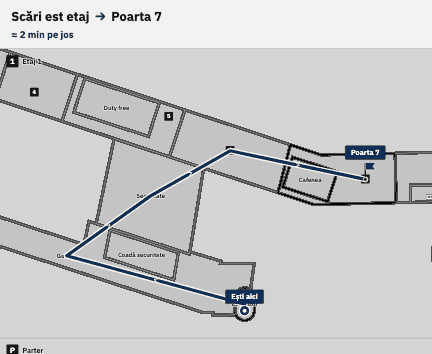 Scări est etaj → Poarta 7
≈ 2 min pe jos
1 Etaj 1
4
Duty free
5
Poarta 7
Cafenea
Coadă securitate
Ești aici
P Parter